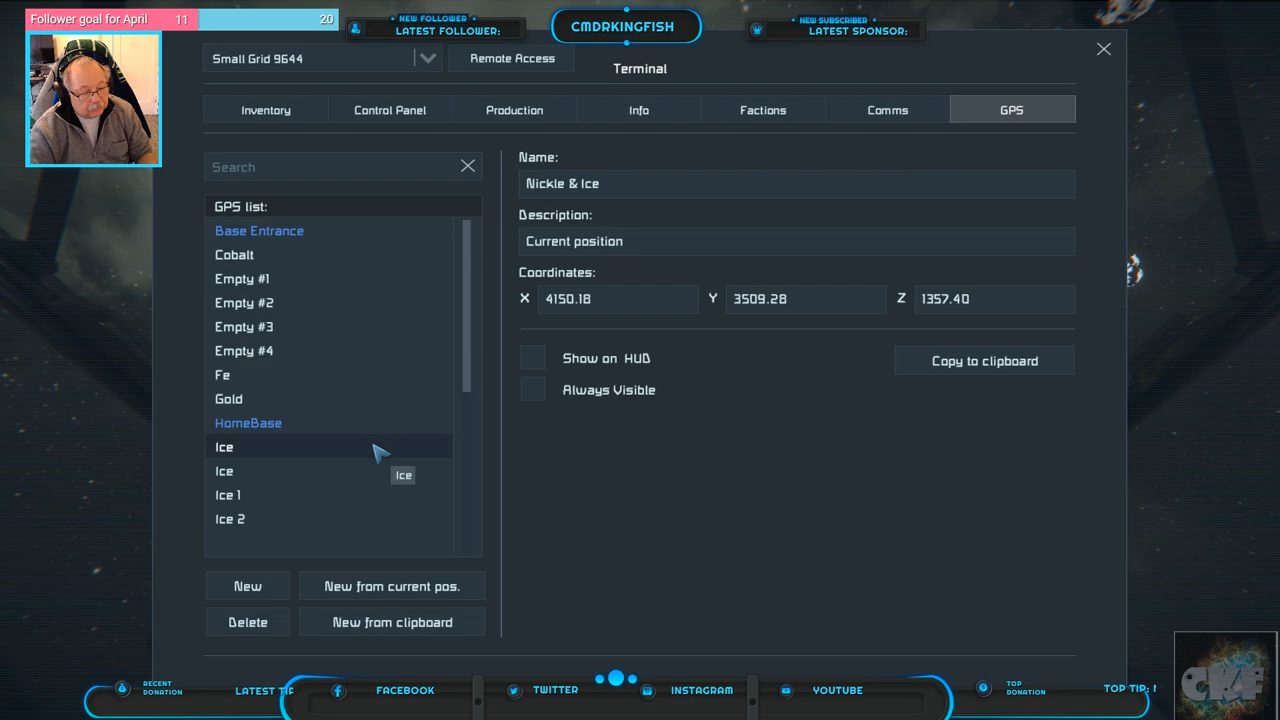 Follower goal for April 11 20
NEW FOLLOWER
LATEST FOLLOWER:
CMDRKINGFISH
NEW SUBSCRIBER
LATEST SPONSOR:
Small Grid 9644
Remote Access
Terminal
Inventory
Control Panel
Production
Info
Factions
Comms
GPS
Search
GPS list:
Base Entrance
Cobalt
Empty #1
Empty #2
Empty #3
Empty #4
Fe
Gold
HomeBase
Ice
Ice
Ice
Ice 1
Ice 2
New
New from current pos.
Delete
New from clipboard
Name:
Nickle & Ice
Description:
Current position
Coordinates:
X 4150.18 Y 3509.28 Z 1357.40
Show on HUD
Copy to clipboard
Always Visible
RECENT DONATION
LATEST TIP
FACEBOOK
TWITTER
INSTAGRAM
YOUTUBE
TOP DONATION
TOP TIP:
CKF